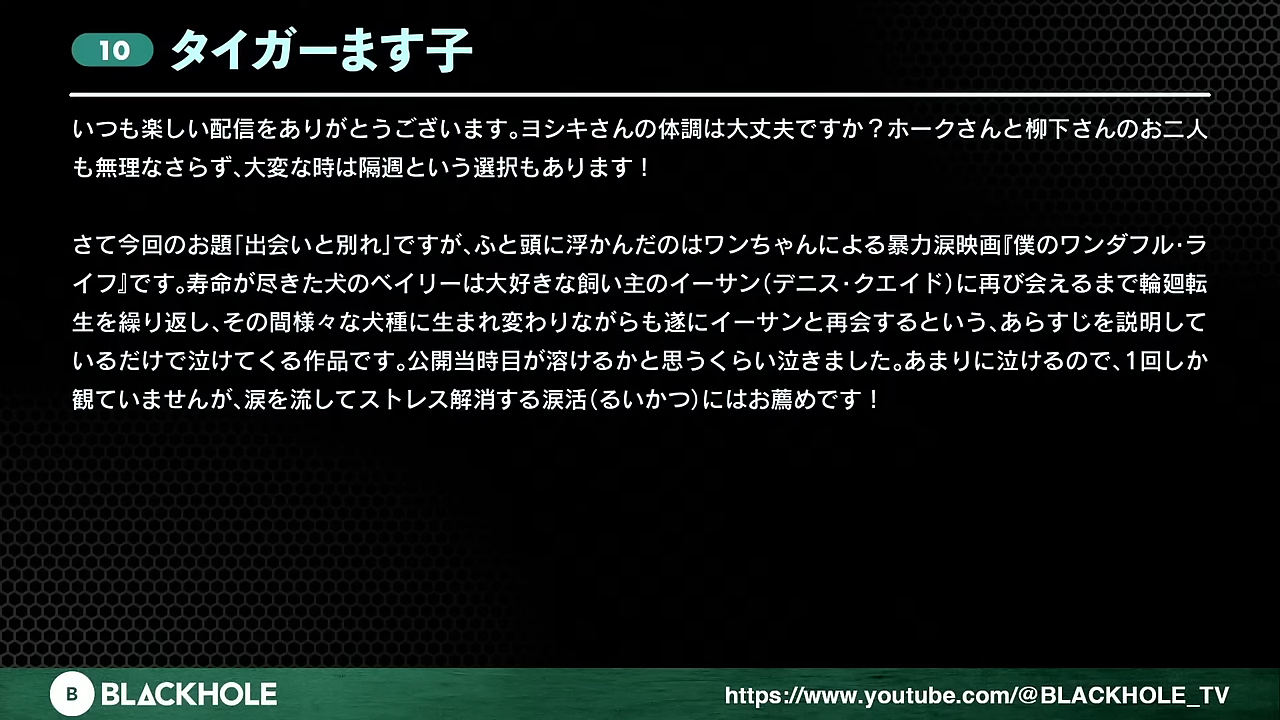 10 タイガーます子
いつも楽しい配信をありがとうございます。ヨシキさんの体調は大丈夫ですか？ホークさんと柳下さんのお二人
も無理なさらず、大変な時は隔週という選択もあります！
さて今回のお題「出会いと別れ」ですが、ふと頭に浮かんだのはワンちゃんによる暴力涙映画『僕のワンダフル・ラ
イフ』です。寿命が尽きた犬のベイリーは大好きな飼い主のイーサン（デニス・クエイド）に再び会えるまで輪廻転
生を繰り返し、その間様々な犬種に生まれ変わりながらも遂にイーサンと再会するという、あらすじを説明して
いるだけで泣けてくる作品です。公開当時目が溶けるかと思うくらい泣きました。あまりに泣けるので、1回しか
観ていませんが、涙を流してストレス解消する涙活（るいかつ）にはお薦めです！
B BLACKHOLE
https://www.youtube.com/@BLACKHOLE_TV